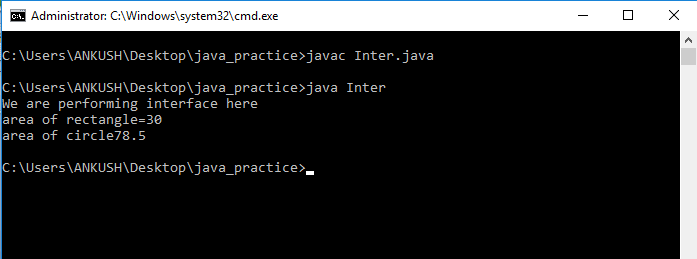 Administrator: C:\Windows\system32\cmd.exe
C:\Users\ANKUSH\Desktop\java_practice>javac Inter.java
C:\Users\ANKUSH\Desktop\java_practice>java Inter
We are performing interface here
area of rectangle=30
area of circle78.5
C:\Users\ANKUSH\Desktop\java_practice>